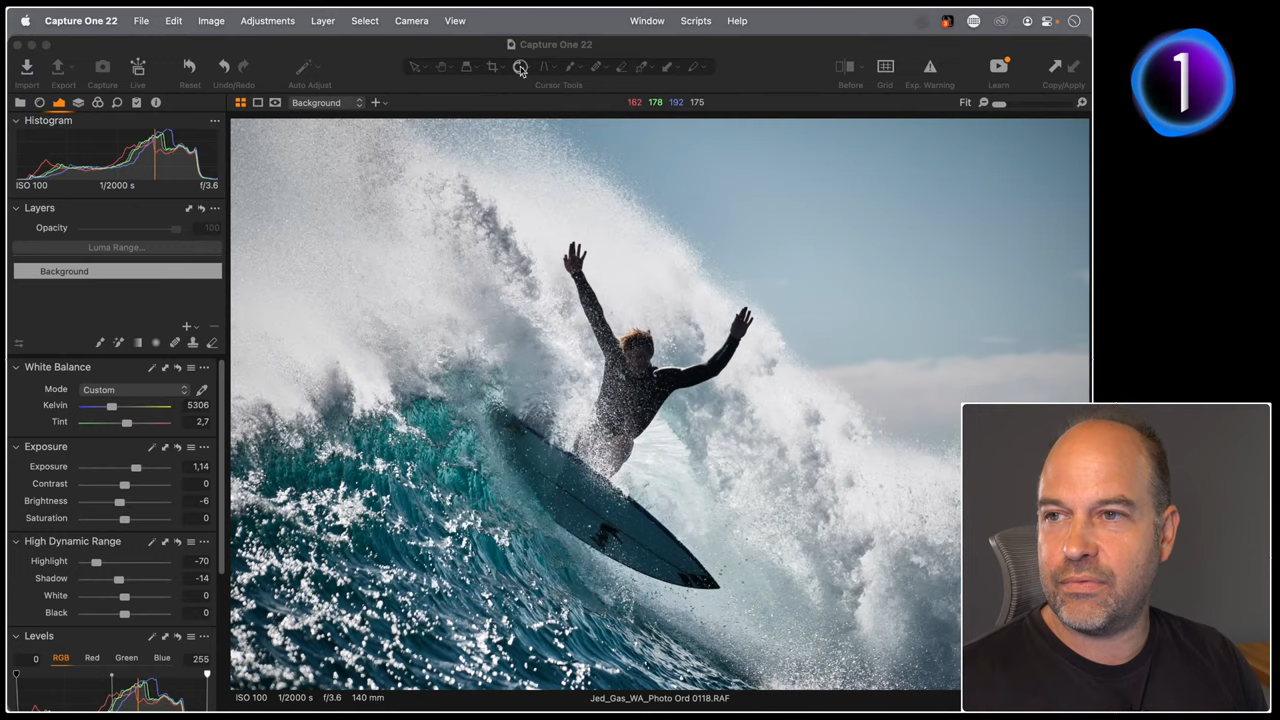 Capture One 22 File Edit Image Adjustments Layer Select Camera View Window Scripts Help
Capture One 22
Import Export Capture Live Reset Undo/Redo Auto Adjust Cursor Tools Before Grid Exp. Warning Learn Copy/Apply
Background 162 178 192 175 Fit
Histogram
ISO 100 1/2000 s f/3.6
Layers
Opacity 100
Luma Range...
Background
White Balance
Mode Custom
Kelvin 5306
Tint 2,7
Exposure
Exposure 1,14
Contrast 0
Brightness -6
Saturation 0
High Dynamic Range
Highlight -70
Shadow -14
White 0
Black 0
Levels
0 RGB Red Green Blue 255
ISO 100 1/2000 s f/3.6 140 mm Jed_Gas_WA_Photo Ord 0118.RAF
1